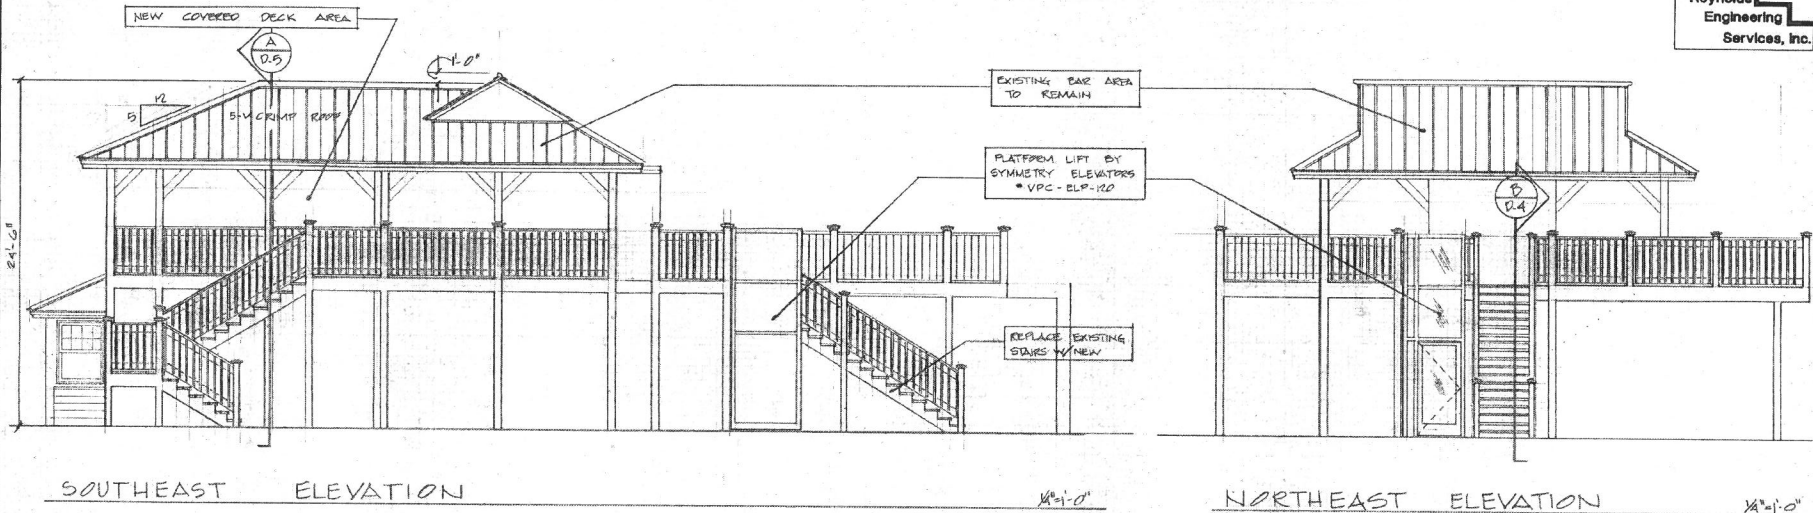 NEW COVERED DECK AREA
A
D-5
1'-0"
12
5
5-V CRIMP ROOF
24'-6"
EXISTING BAR AREA
TO REMAIN
PLATFORM LIFT BY
SYMMETRY ELEVATORS
* VPC-ELP-120
REPLACE EXISTING
STAIRS W/ NEW
SOUTHEAST ELEVATION
1/4"=1'-0"
Reynolds
Engineering
Services, Inc.
B
D-4
NORTHEAST ELEVATION
1/4"=1'-0"